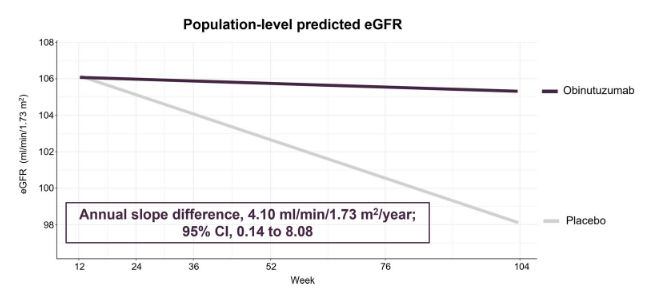 Population-level predicted eGFR
108
106
104
102
100
98
eGFR (ml/min/1.73 m²)
Obinutuzumab
Placebo
Annual slope difference, 4.10 ml/min/1.73 m²/year;
95% CI, 0.14 to 8.08
12 24 36 52 76 104
Week